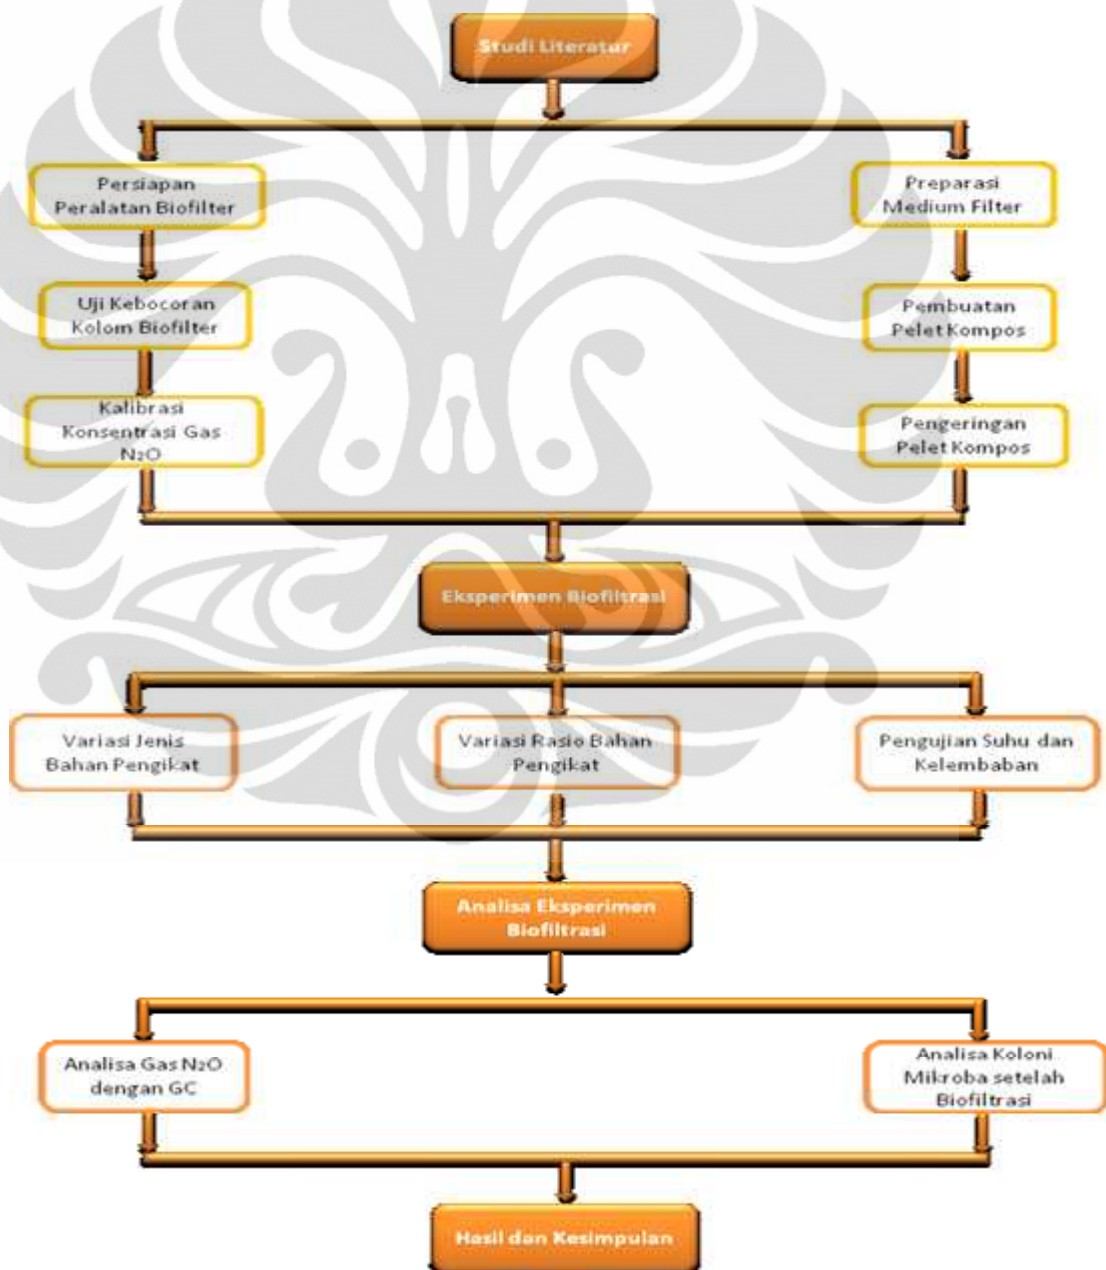 Studi Literatur
Persiapan
Peralatan Biofilter
Preparasi
Medium Filter
Uji Kebocoran
Kolom Biofilter
Pembuatan
Pelet Kompos
Kalibrasi
Konsentrasi Gas
N₂O
Pengeringan
Pelet Kompos
Eksperimen Biofiltrasi
Variasi Jenis
Bahan Pengikat
Variasi Rasio Bahan
Pengikat
Pengujian Suhu dan
Kelembaban
Analisa Eksperimen
Biofiltrasi
Analisa Gas N₂O
dengan GC
Analisa Koloni
Mikroba setelah
Biofiltrasi
Hasil dan Kesimpulan